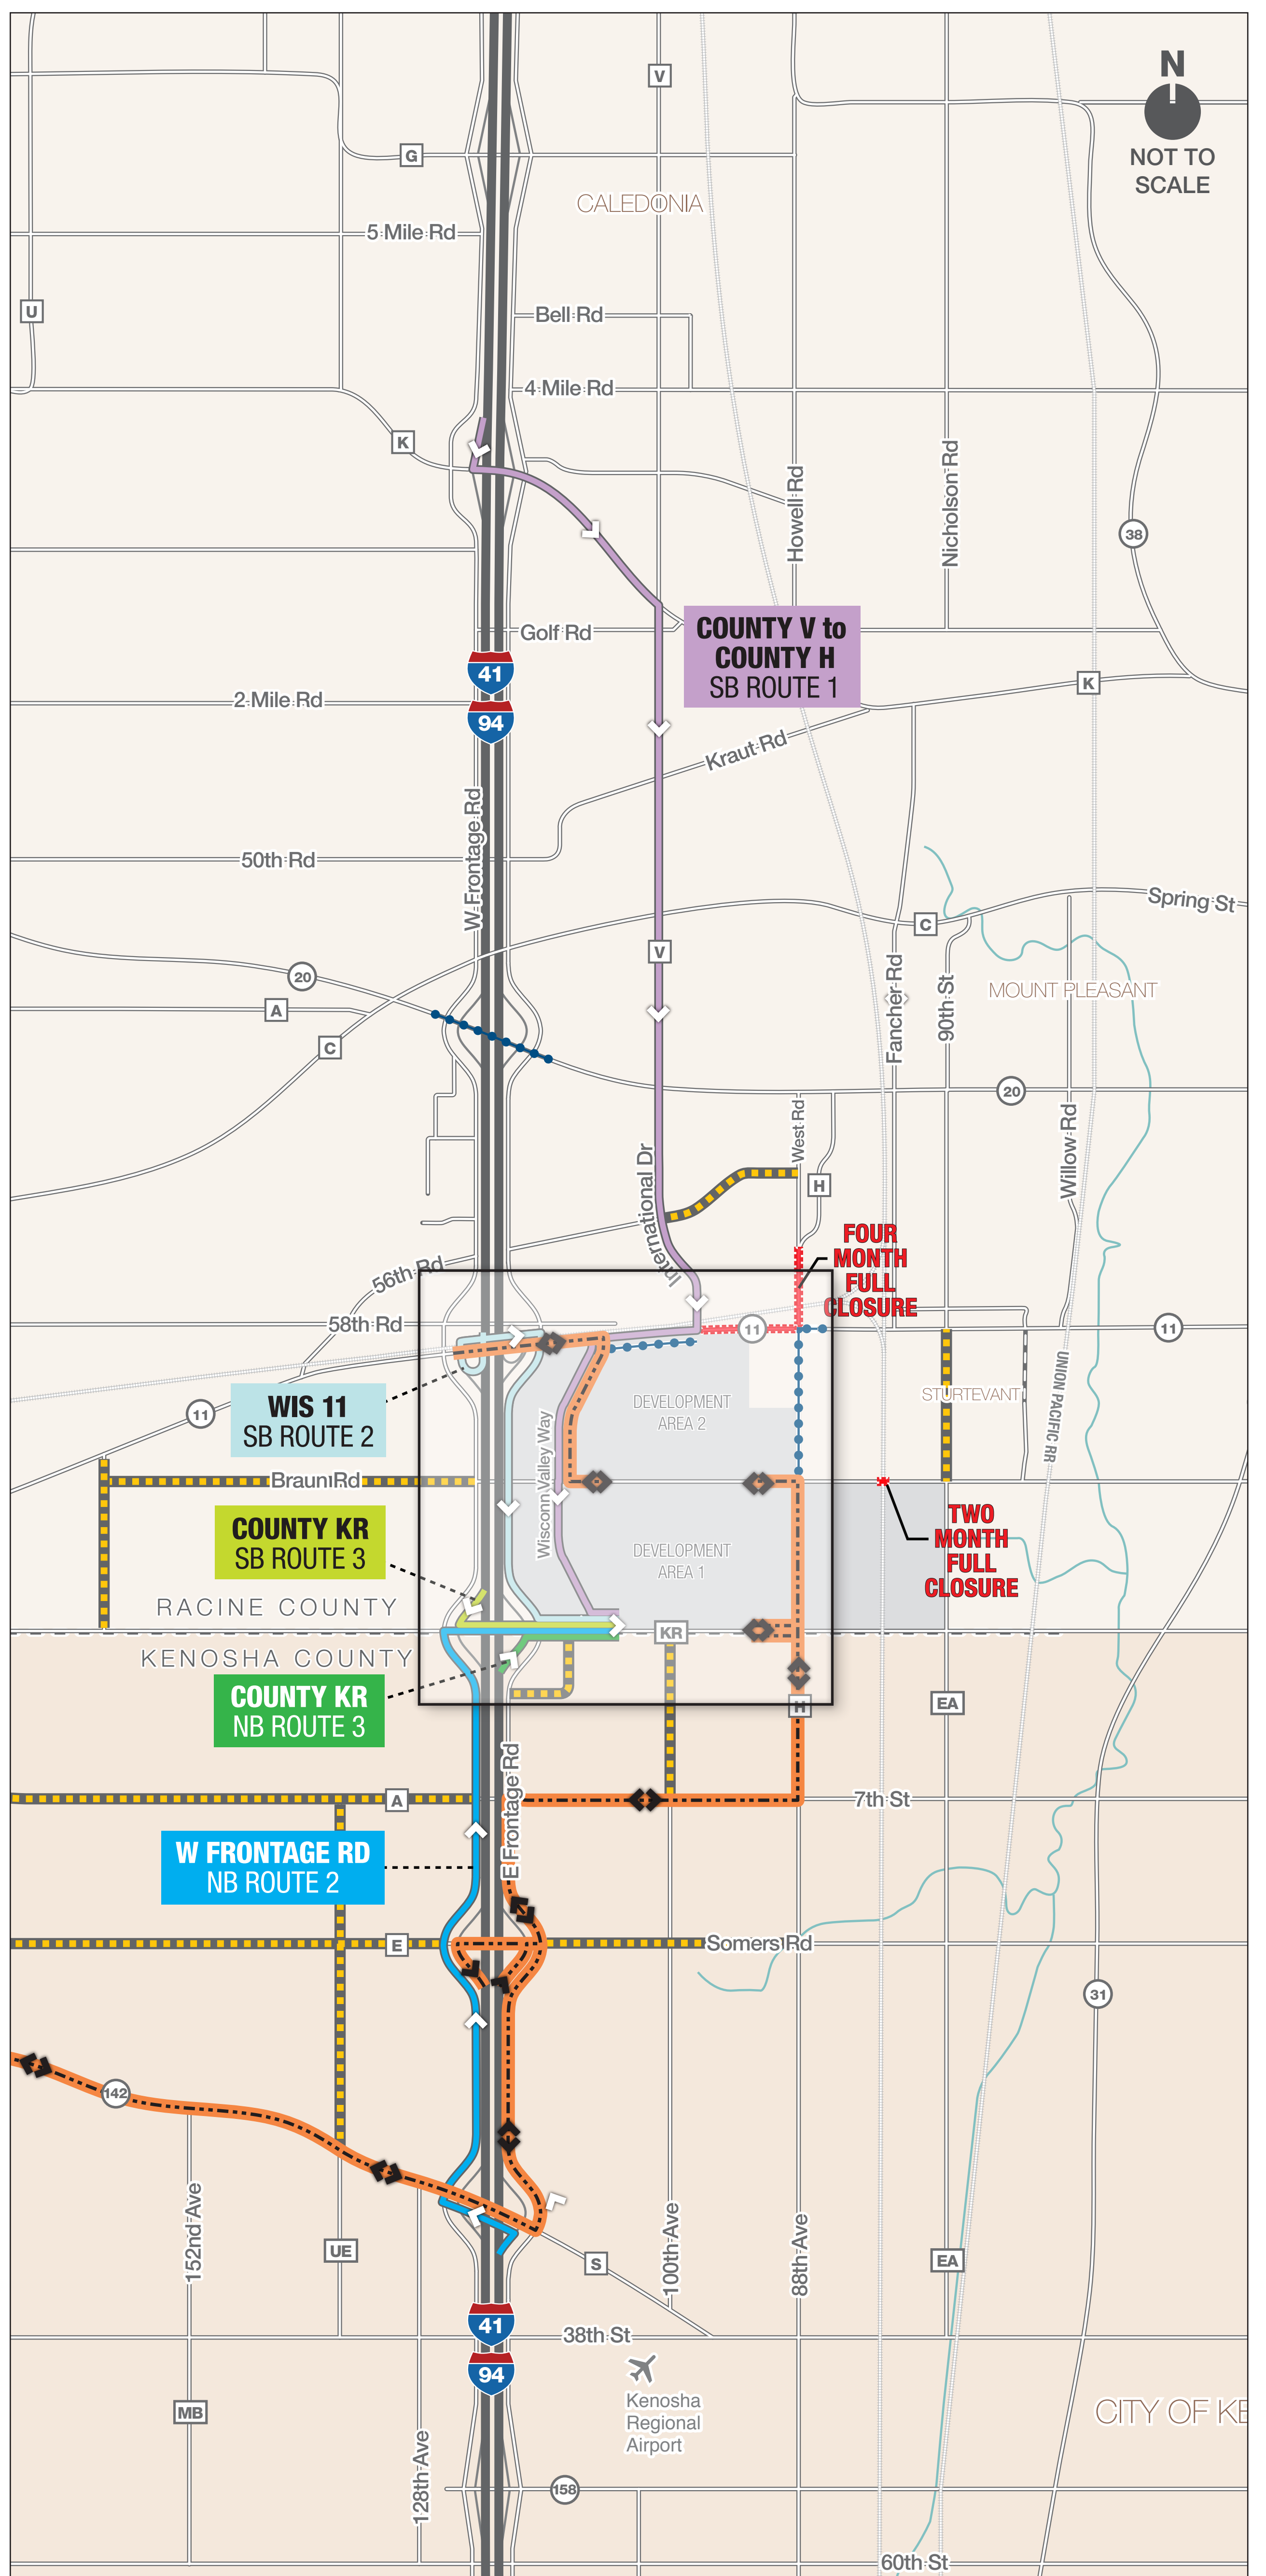 N
NOT TO
SCALE
V
G
CALEDONIA
5 Mile Rd
U
Bell Rd
4 Mile Rd
K
Howell Rd
Nicholson Rd
38
COUNTY V to
COUNTY H
SB ROUTE 1
Golf Rd
41
94
2 Mile Rd
K
Kraut Rd
W Frontage Rd
50th Rd
Spring St
C
V
20
A
C
Fancher Rd
90th St
MOUNT PLEASANT
20
West Rd
Willow Rd
International Dr
H
FOUR
MONTH
FULL
CLOSURE
56th Rd
58th Rd
11
11
11
UNION PACIFIC RR
STURTEVANT
WIS 11
SB ROUTE 2
DEVELOPMENT
AREA 2
Wisconn Valley Way
Braun Rd
TWO
MONTH
FULL
CLOSURE
COUNTY KR
SB ROUTE 3
DEVELOPMENT
AREA 1
RACINE COUNTY
KR
KENOSHA COUNTY
COUNTY KR
NB ROUTE 3
H
EA
E Frontage Rd
A
7th St
W FRONTAGE RD
NB ROUTE 2
E
Somers Rd
31
142
152nd Ave
UE
S
100th Ave
88th Ave
EA
41
94
38th St
Kenosha
Regional
Airport
MB
CITY OF KE
128th Ave
158
60th St